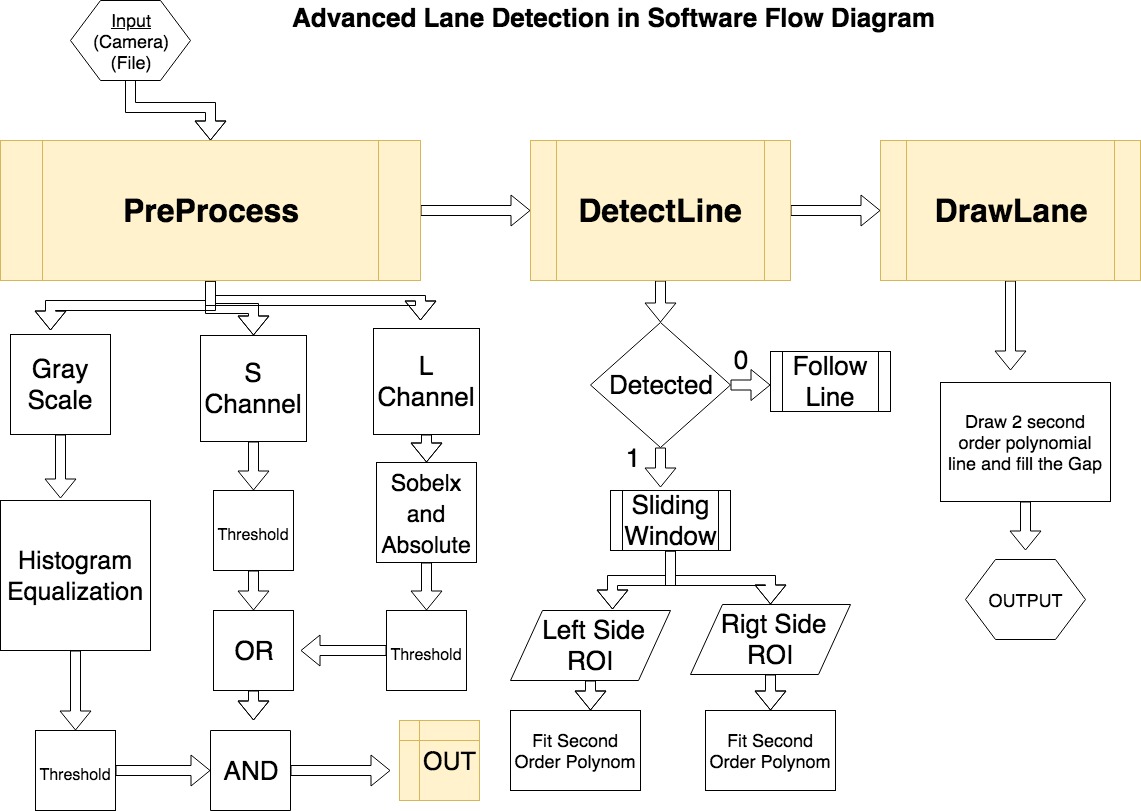 Advanced Lane Detection in Software Flow Diagram
Input
(Camera)
(File)
PreProcess
DetectLine
DrawLane
Gray
Scale
S
Channel
L
Channel
Detected
0
Follow
Line
1
Draw 2 second
order polynomial
line and fill the Gap
Histogram
Equalization
Threshold
Sobelx
and
Absolute
Sliding
Window
OR
Threshold
Left Side
ROI
Rigt Side
ROI
OUTPUT
Threshold
AND
OUT
Fit Second
Order Polynom
Fit Second
Order Polynom